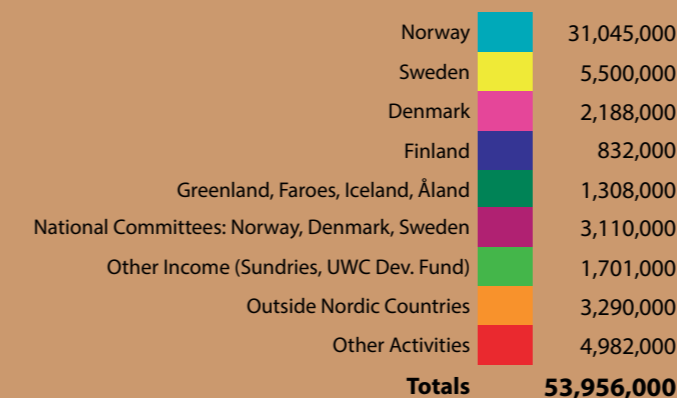 Norway 31,045,000
Sweden 5,500,000
Denmark 2,188,000
Finland 832,000
Greenland, Faroes, Iceland, Åland 1,308,000
National Committees: Norway, Denmark, Sweden 3,110,000
Other Income (Sundries, UWC Dev. Fund) 1,701,000
Outside Nordic Countries 3,290,000
Other Activities 4,982,000
Totals 53,956,000